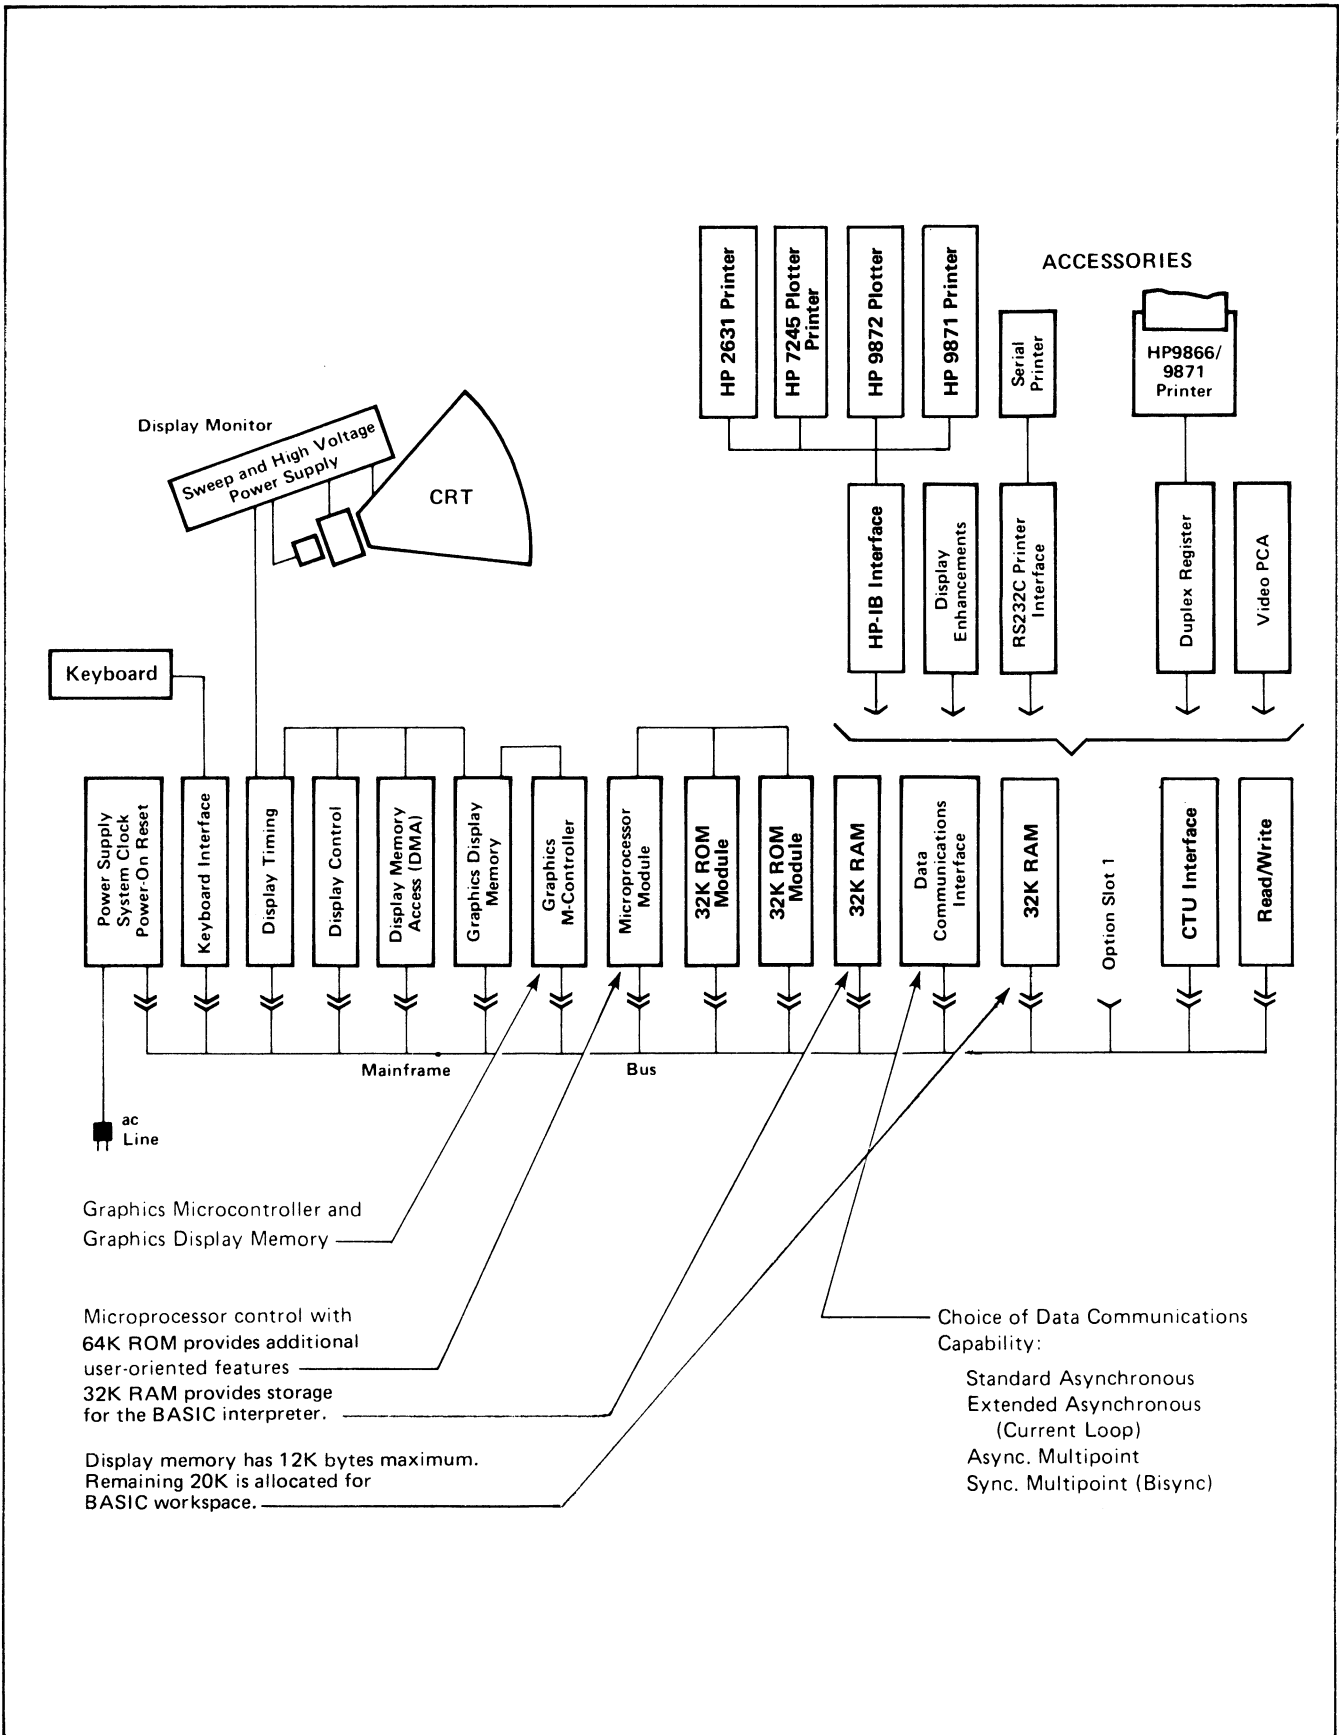 ACCESSORIES
HP 2631 Printer
HP 7245 Plotter
Printer
HP 9872 Plotter
HP 9871 Printer
Serial
Printer
HP9866/
9871
Printer
Display Monitor
Sweep and High Voltage
Power Supply
CRT
HP-IB Interface
Display
Enhancements
RS232C Printer
Interface
Duplex Register
Video PCA
Keyboard
Power Supply
System Clock
Power-On Reset
Keyboard Interface
Display Timing
Display Control
Display Memory
Access (DMA)
Graphics Display
Memory
Graphics
M-Controller
Microprocessor
Module
32K ROM
Module
32K ROM
Module
32K RAM
Data
Communications
Interface
32K RAM
Option Slot 1
CTU Interface
Read/Write
Mainframe Bus
ac
Line
Graphics Microcontroller and
Graphics Display Memory
Microprocessor control with
64K ROM provides additional
user-oriented features
32K RAM provides storage
for the BASIC interpreter.
Display memory has 12K bytes maximum.
Remaining 20K is allocated for
BASIC workspace.
Choice of Data Communications
Capability:
Standard Asynchronous
Extended Asynchronous
(Current Loop)
Async. Multipoint
Sync. Multipoint (Bisync)